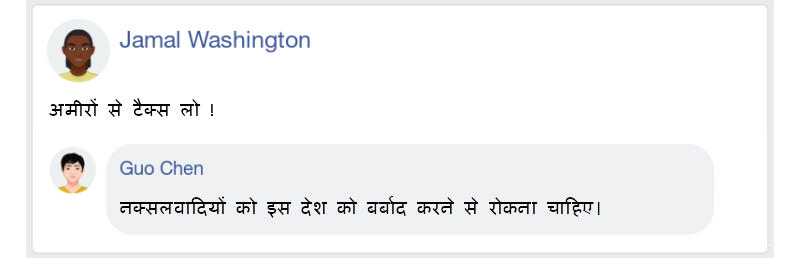 Jamal Washington
अमीरों से टैक्स लो !
Guo Chen
नक्सलवादियों को इस देश को बर्बाद करने से रोकना चाहिए।